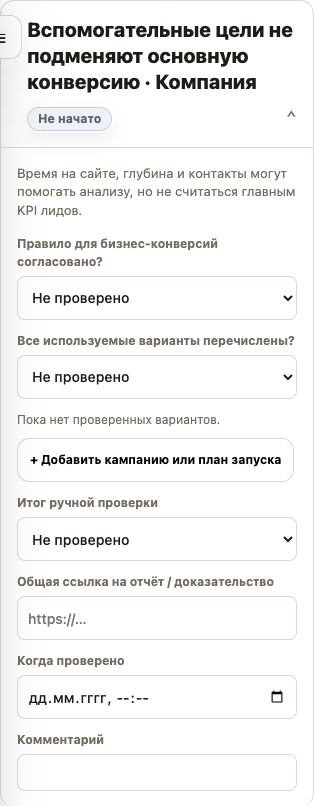 Вспомогательные цели не
подменяют основную
конверсию · Компания
Не начато
Время на сайте, глубина и контакты могут
помогать анализу, но не считаться главным
KPI лидов.
Правило для бизнес-конверсий
согласовано?
Не проверено
Все используемые варианты перечислены?
Не проверено
Пока нет проверенных вариантов.
+ Добавить кампанию или план запуска
Итог ручной проверки
Не проверено
Общая ссылка на отчёт / доказательство
https://...
Когда проверено
дд.мм.гггг, --:--
Комментарий